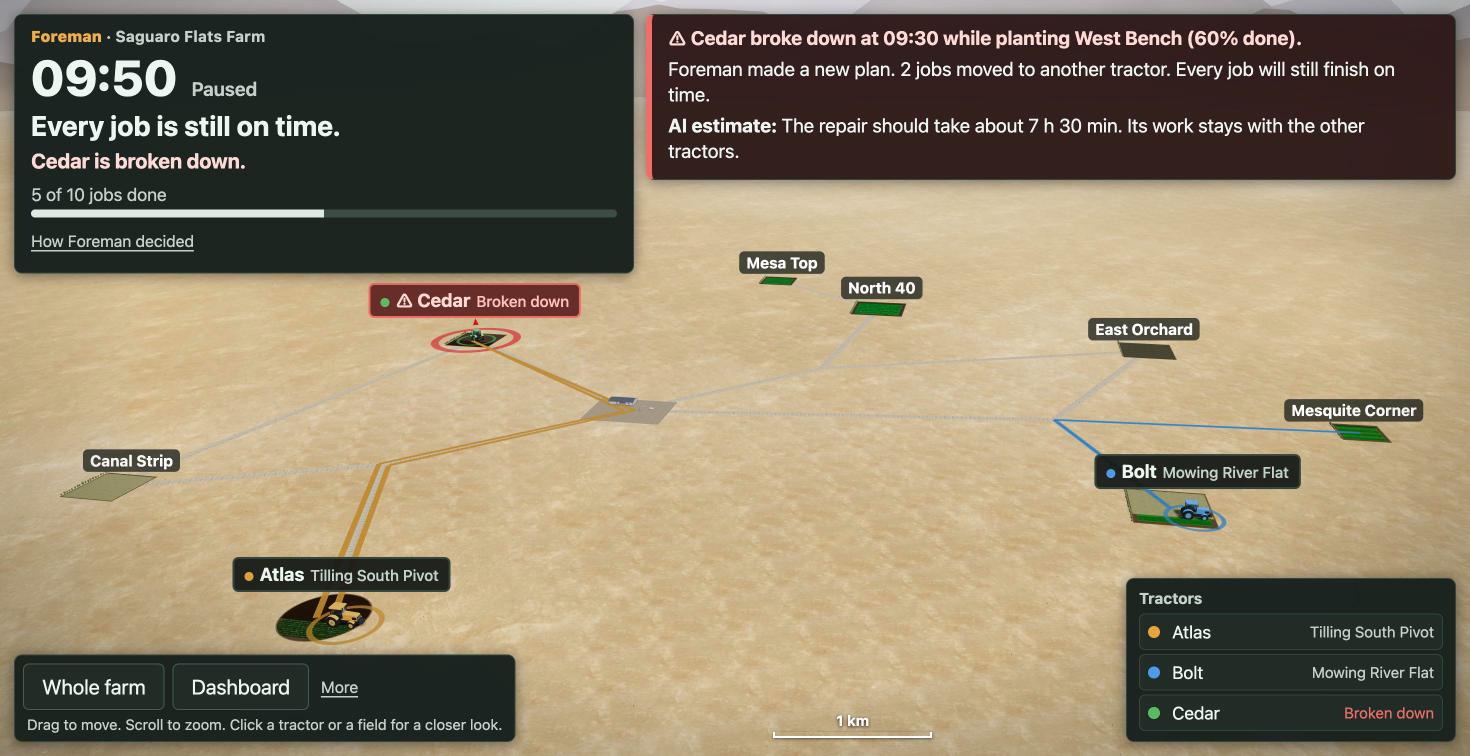 Foreman · Saguaro Flats Farm
09:50 Paused
Every job is still on time.
Cedar is broken down.
5 of 10 jobs done
How Foreman decided
⚠ Cedar broke down at 09:30 while planting West Bench (60% done).
Foreman made a new plan. 2 jobs moved to another tractor. Every job will still finish on
time.
AI estimate: The repair should take about 7 h 30 min. Its work stays with the other
tractors.
Mesa Top
North 40
⚠ Cedar Broken down
East Orchard
Mesquite Corner
Canal Strip
Bolt Mowing River Flat
Atlas Tilling South Pivot
Whole farm
Dashboard
More
Drag to move. Scroll to zoom. Click a tractor or a field for a closer look.
1 km
Tractors
Atlas Tilling South Pivot
Bolt Mowing River Flat
Cedar Broken down